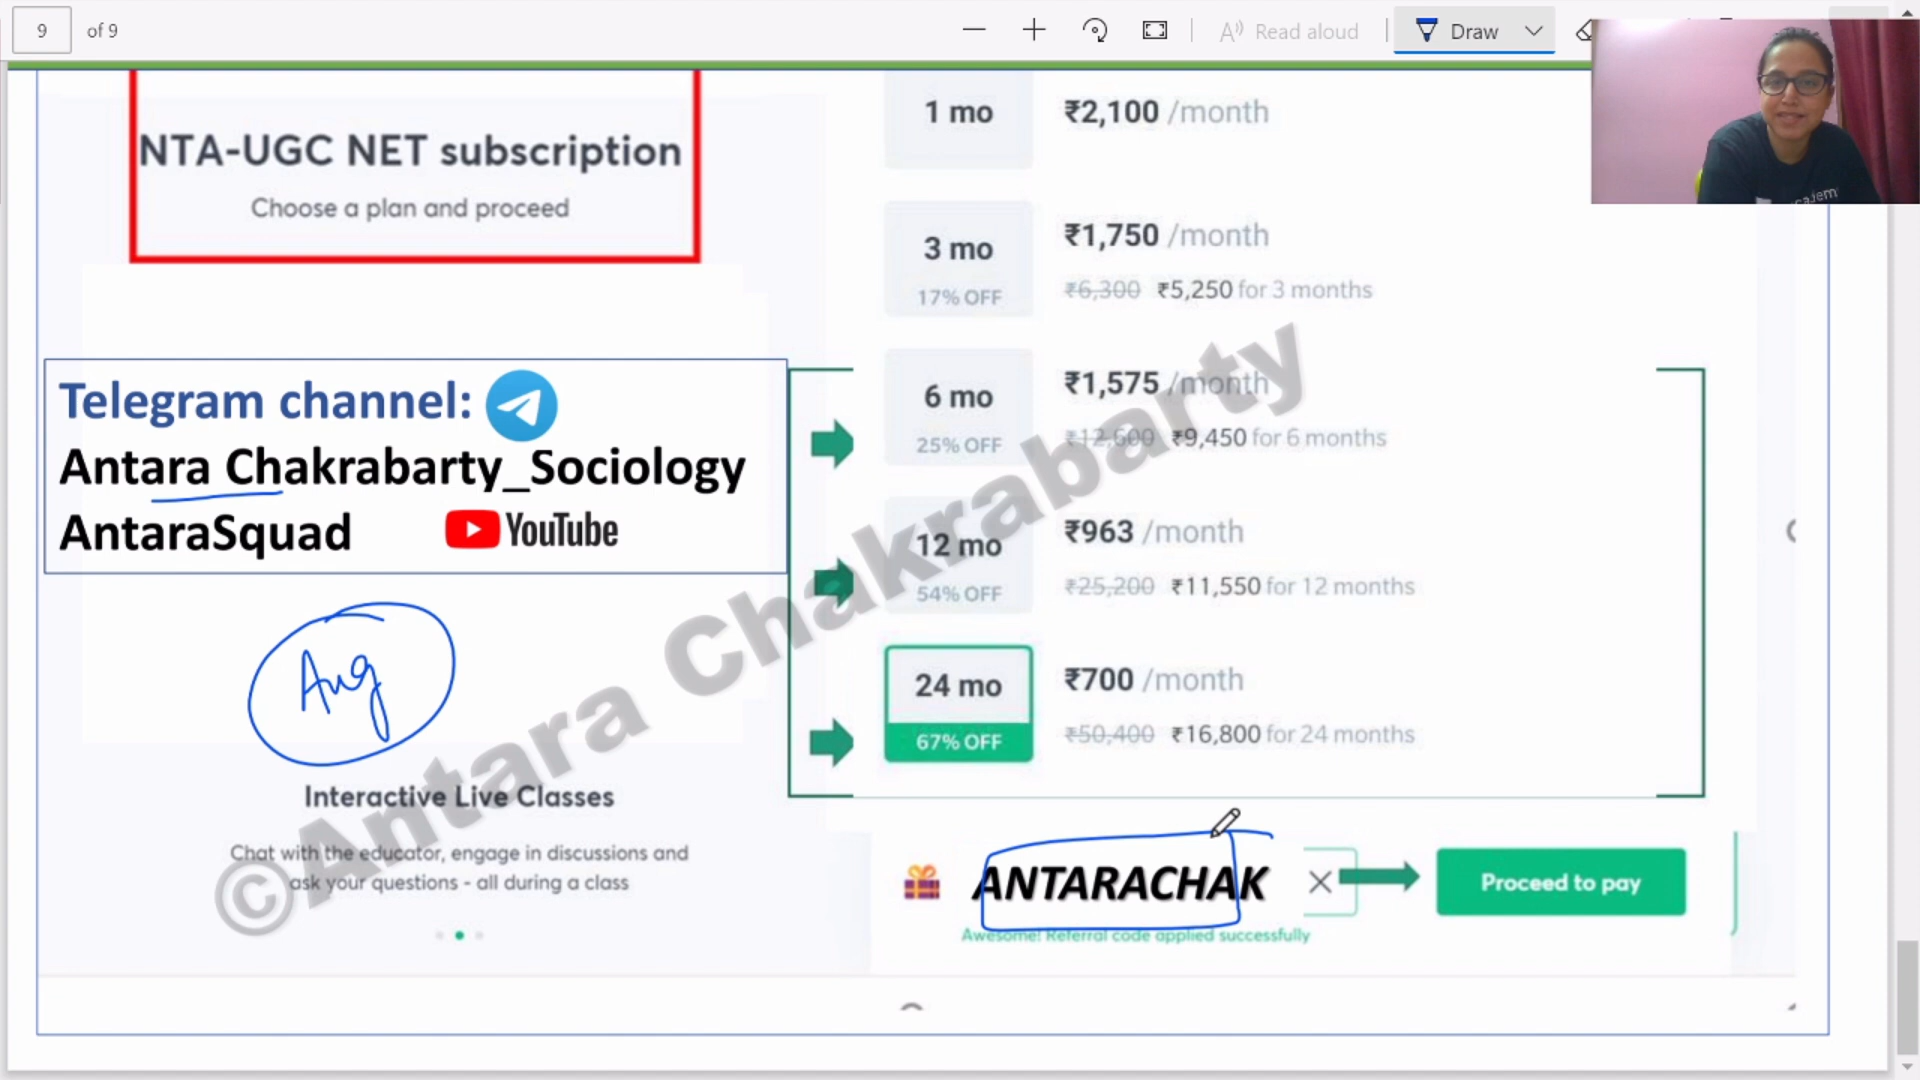 9 of 9
Read aloud
Draw
NTA-UGC NET subscription
Choose a plan and proceed
Telegram channel:
Antara Chakrabarty_Sociology
AntaraSquad YouTube
Aug
Interactive Live Classes
Chat with the educator, engage in discussions and
ask your questions - all during a class
1 mo ₹2,100 /month
3 mo ₹1,750 /month
17% OFF ₹6,300 ₹5,250 for 3 months
6 mo ₹1,575 /month
25% OFF ₹12,600 ₹9,450 for 6 months
12 mo ₹963 /month
54% OFF ₹25,200 ₹11,550 for 12 months
24 mo ₹700 /month
67% OFF ₹50,400 ₹16,800 for 24 months
ANTARACHAK
Proceed to pay
Awesome! Referral code applied successfully
©Antara Chakrabarty